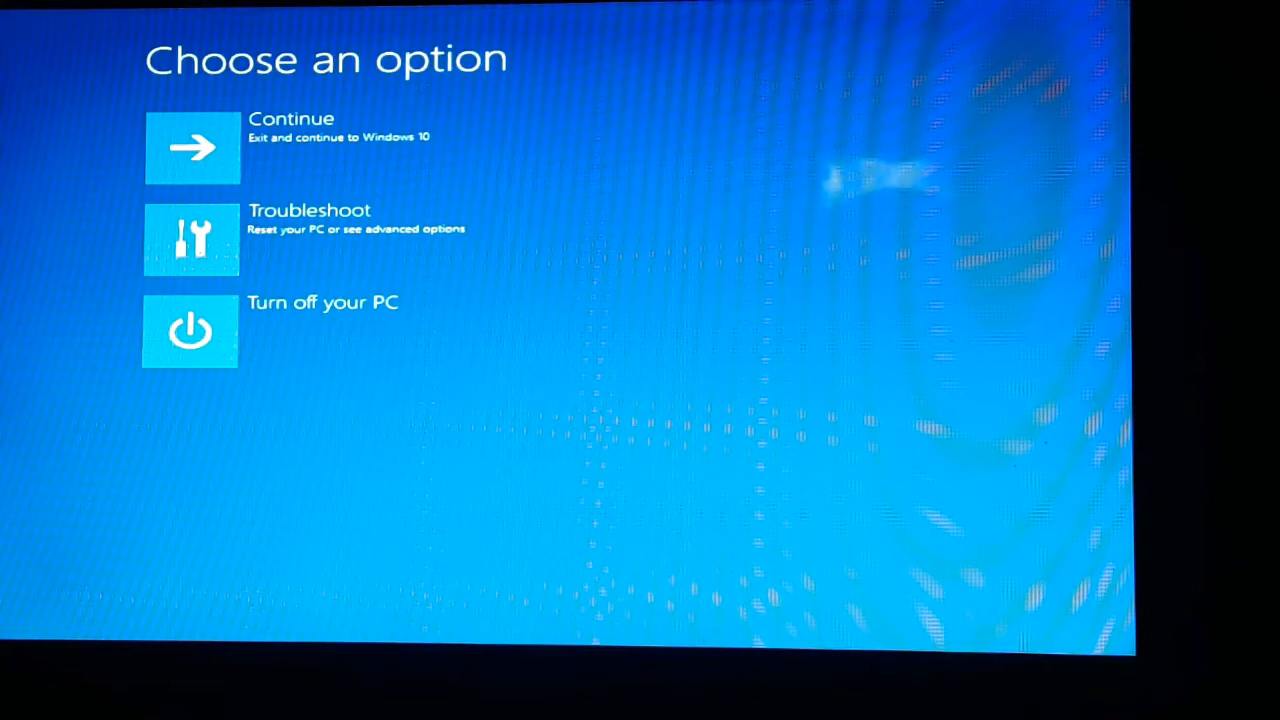 Choose an option
Continue
Exit and continue to Windows 10
Troubleshoot
Reset your PC or see advanced options
Turn off your PC